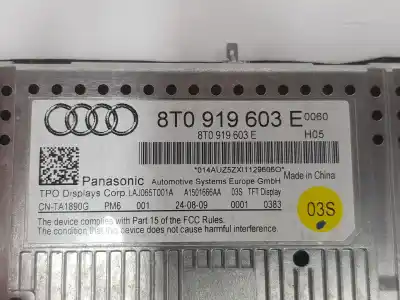 8T0 919 603 E 0060
8T0 919 603 E H05
*014AUZ5ZXI1129606O*
Panasonic Automotive Systems Europe GmbH Made in China
TPO Displays Corp LAJ065T001A A1501666AA 03S TFT Display
CN-TA1890G PM6 001 24-08-09 0001 0383
03S
The device complies with Part 15 of the FCC Rules.
The condition that this device does not cause harmful interference.